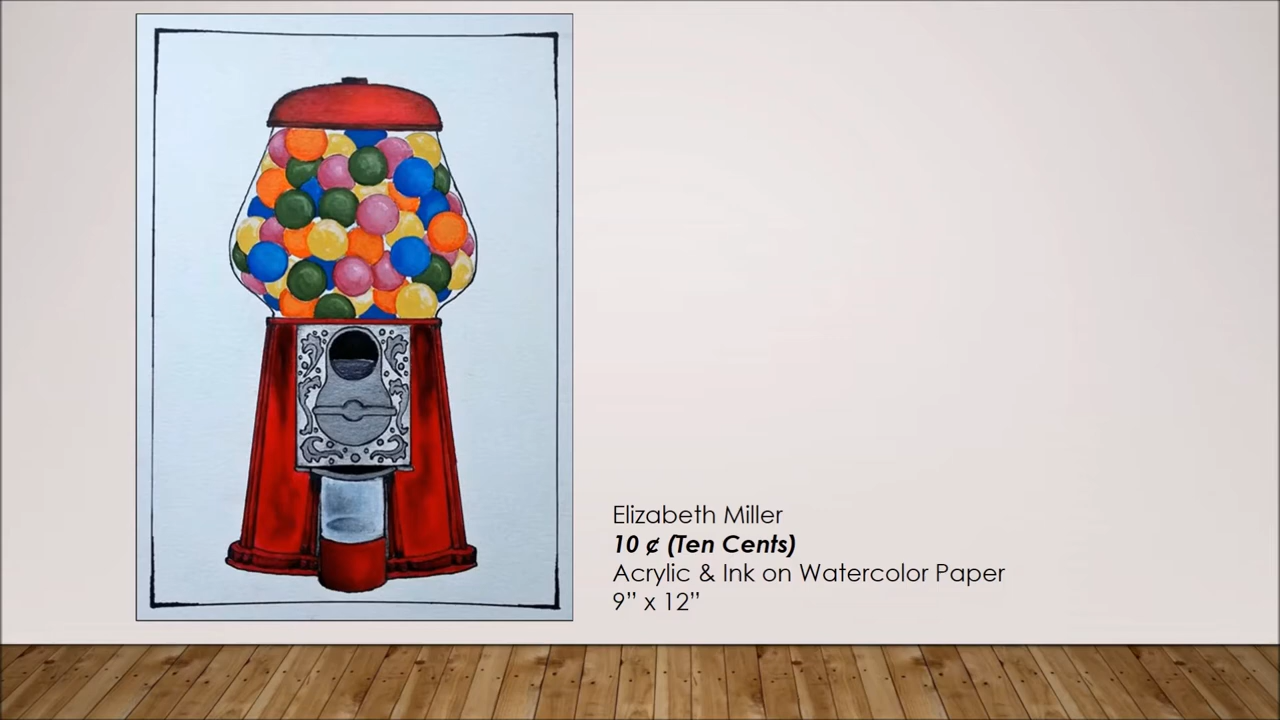 Elizabeth Miller
10 ¢ (Ten Cents)
Acrylic & Ink on Watercolor Paper
9” x 12”